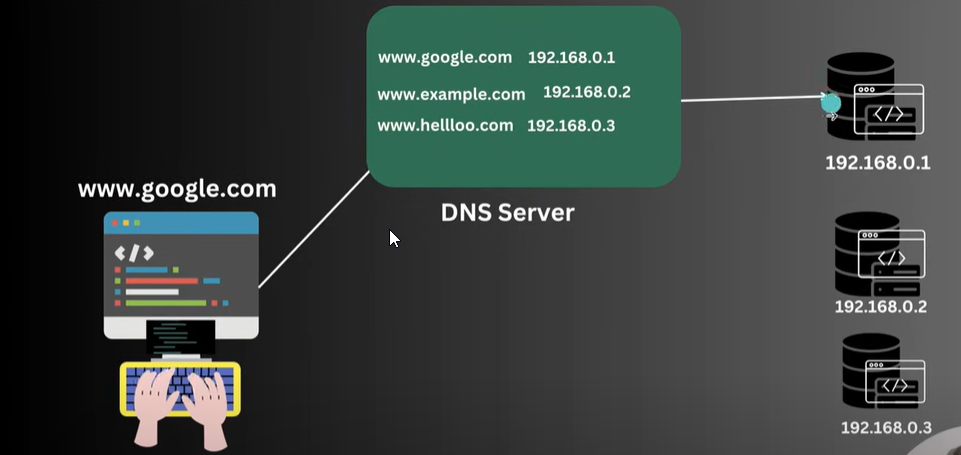 www.google.com 192.168.0.1
www.example.com 192.168.0.2
www.hellloo.com 192.168.0.3
DNS Server
www.google.com
</>
</>
192.168.0.1
</>
192.168.0.2
</>
192.168.0.3